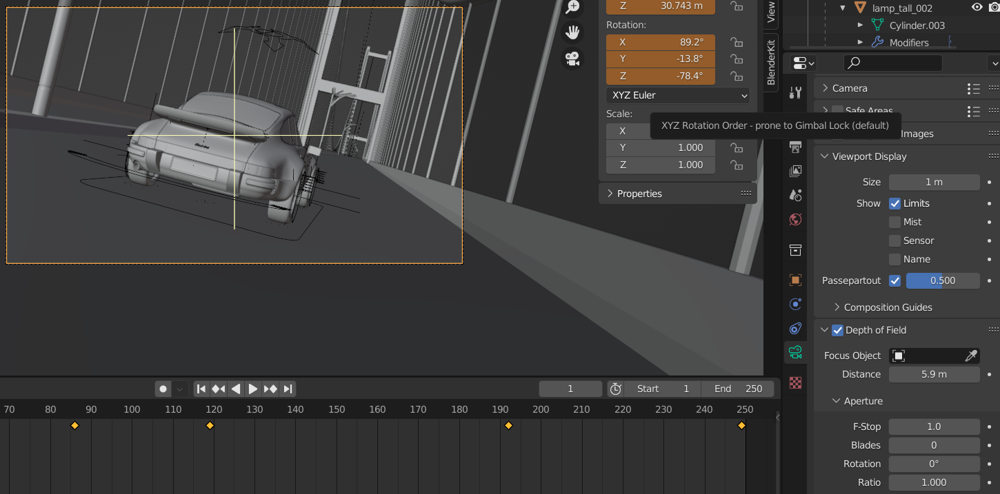 Z 30.743 m
Rotation:
X 89.2°
Y -13.8°
Z -78.4°
XYZ Euler
Scale:
X
Y 1.000
Z 1.000
Properties
View
BlenderKit
XYZ Rotation Order - prone to Gimbal Lock (default)
lamp_tall_002
Cylinder.003
Modifiers
Camera
Safe Areas
Images
Viewport Display
Size 1 m
Show Limits
Mist
Sensor
Name
Passepartout 0.500
Composition Guides
Depth of Field
Focus Object
Distance 5.9 m
Aperture
F-Stop 1.0
Blades 0
Rotation 0°
Ratio 1.000
1 Start 1 End 250
70 80 90 100 110 120 130 140 150 160 170 180 190 200 210 220 230 240 250